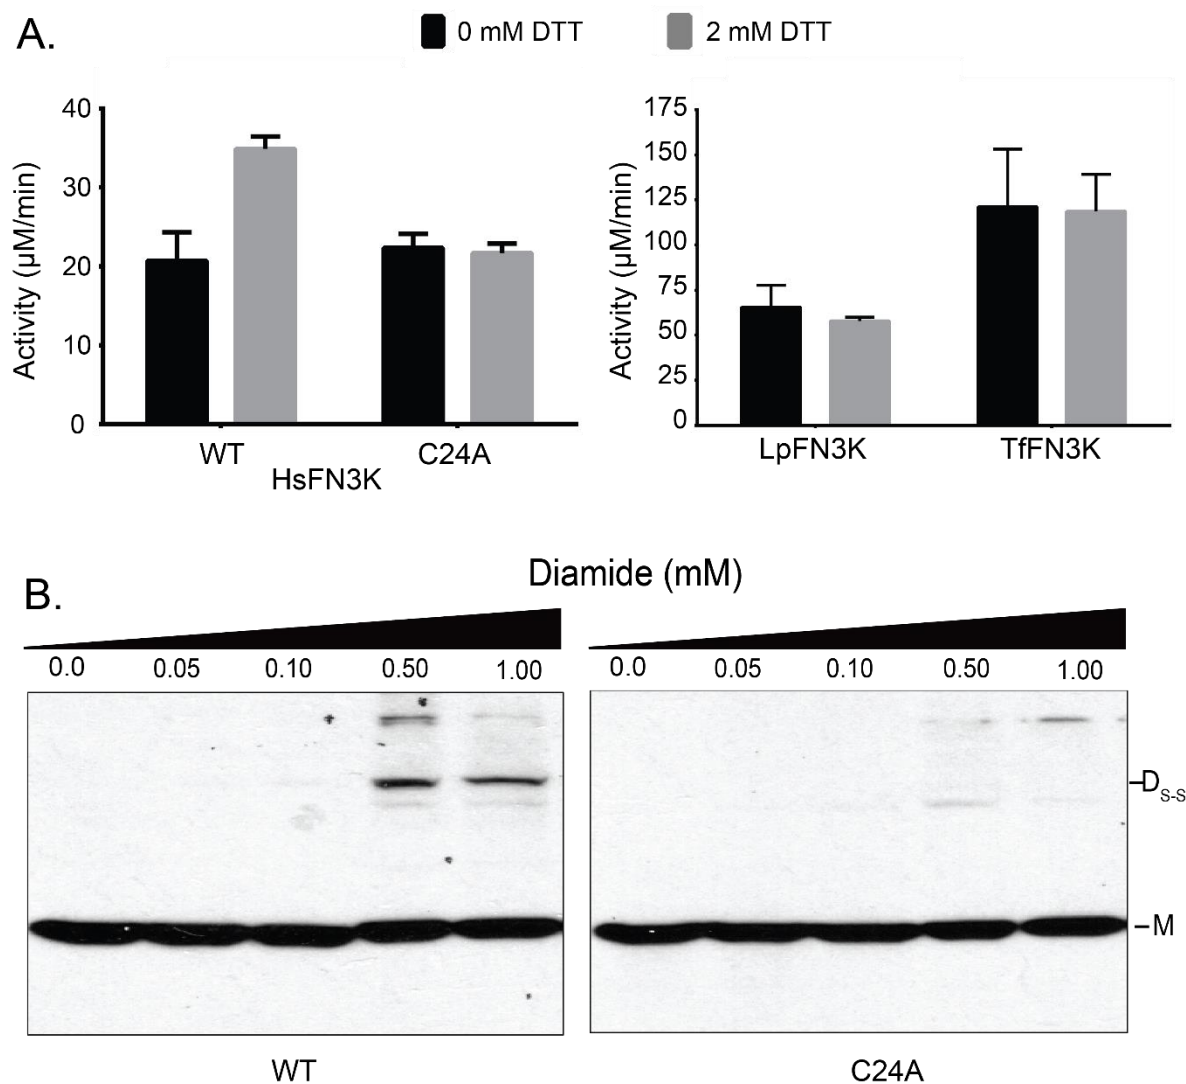 A.
0 mM DTT
2 mM DTT
Activity (µM/min)
40
30
20
10
0
WT
C24A
HsFN3K
Activity (µM/min)
175
150
125
100
75
50
25
0
LpFN3K
TfFN3K
B.
Diamide (mM)
0.0 0.05 0.10 0.50 1.00
0.0 0.05 0.10 0.50 1.00
–DS-S
–M
WT
C24A